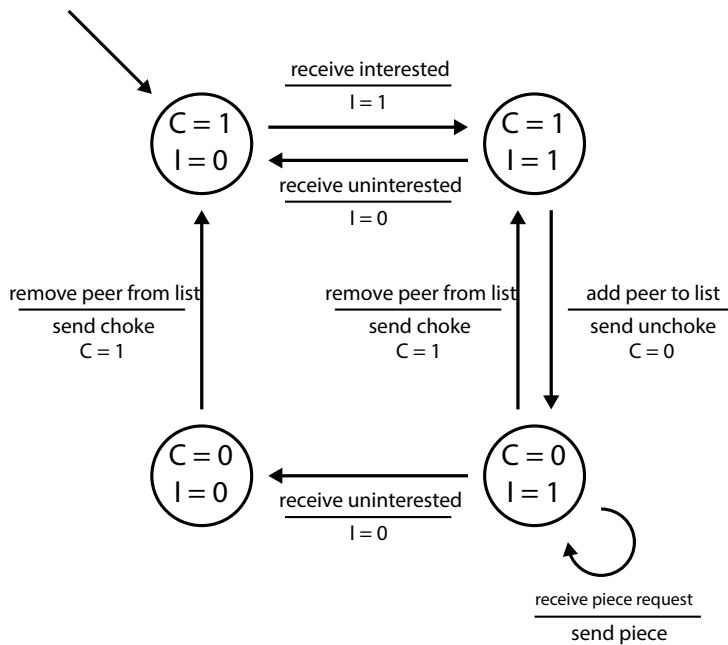 receive interested
I = 1
C = 1
I = 0
C = 1
I = 1
receive uninterested
I = 0
remove peer from list
send choke
C = 1
remove peer from list
send choke
C = 1
add peer to list
send unchoke
C = 0
C = 0
I = 0
C = 0
I = 1
receive uninterested
I = 0
receive piece request
send piece